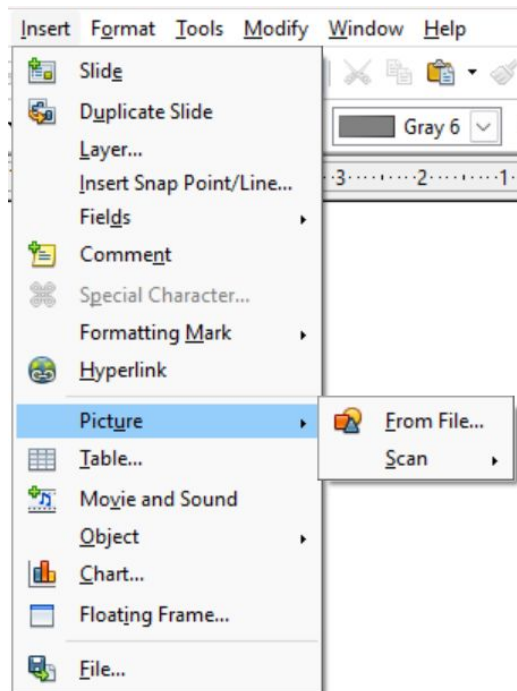 Insert Format Tools Modify Window Help
Slide
Duplicate Slide
Gray 6
Layer...
Insert Snap Point/Line...
3 2 1
Fields
Comment
Special Character...
Formatting Mark
Hyperlink
Picture
From File...
Table...
Scan
Movie and Sound
Object
Chart...
Floating Frame...
File...